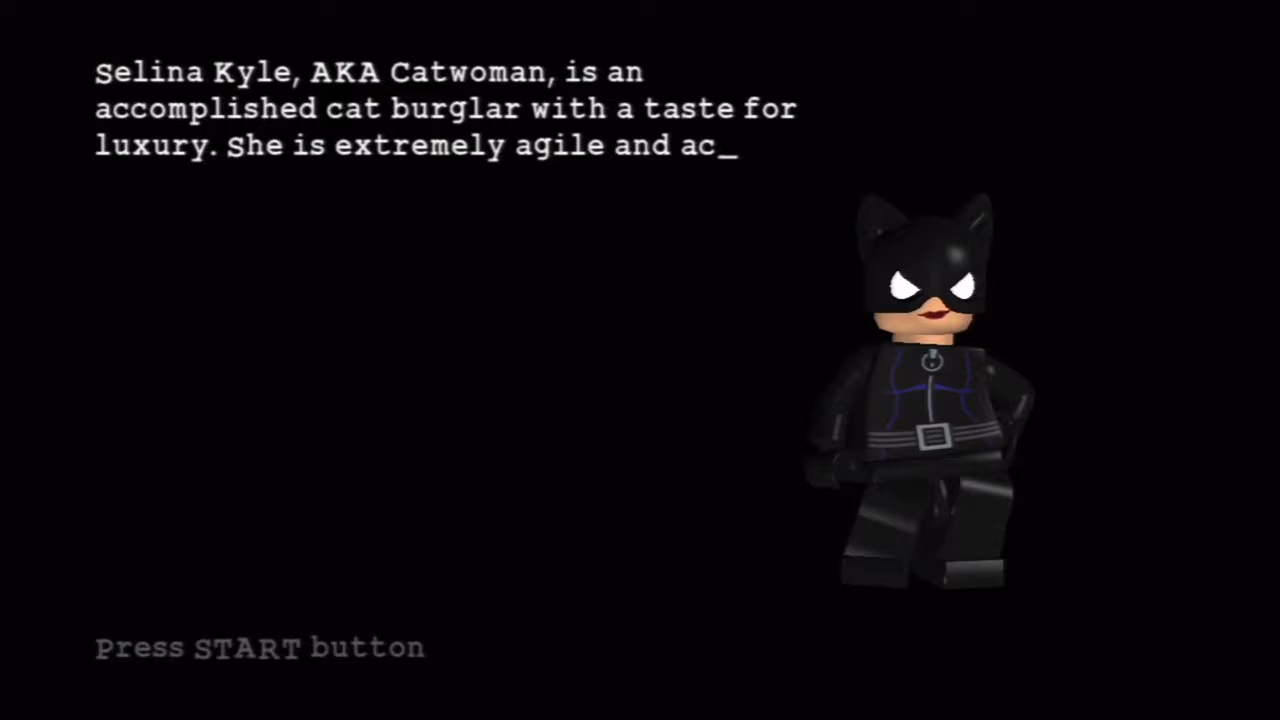 Selina Kyle, AKA Catwoman, is an
accomplished cat burglar with a taste for
luxury. She is extremely agile and ac_
Press START button